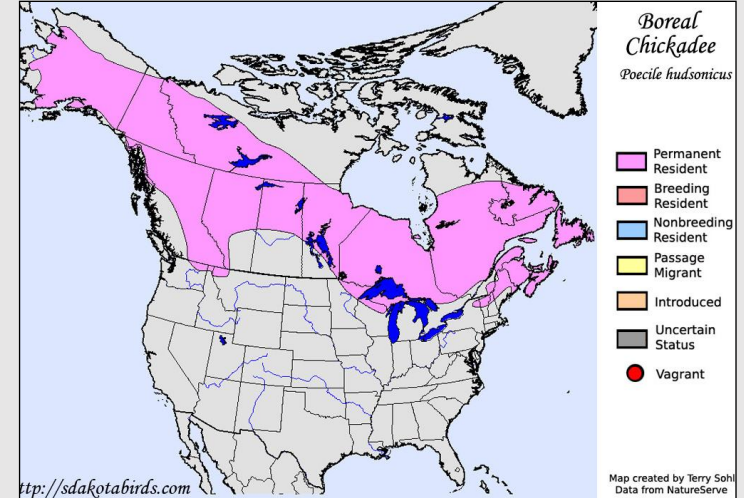 Boreal
Chickadee
Poecile hudsonicus
Permanent
Resident
Breeding
Resident
Nonbreeding
Resident
Passage
Migrant
Introduced
Uncertain
Status
Vagrant
ttp://sdakotabirds.com
Map created by Terry Sohl
Data from NatureServe